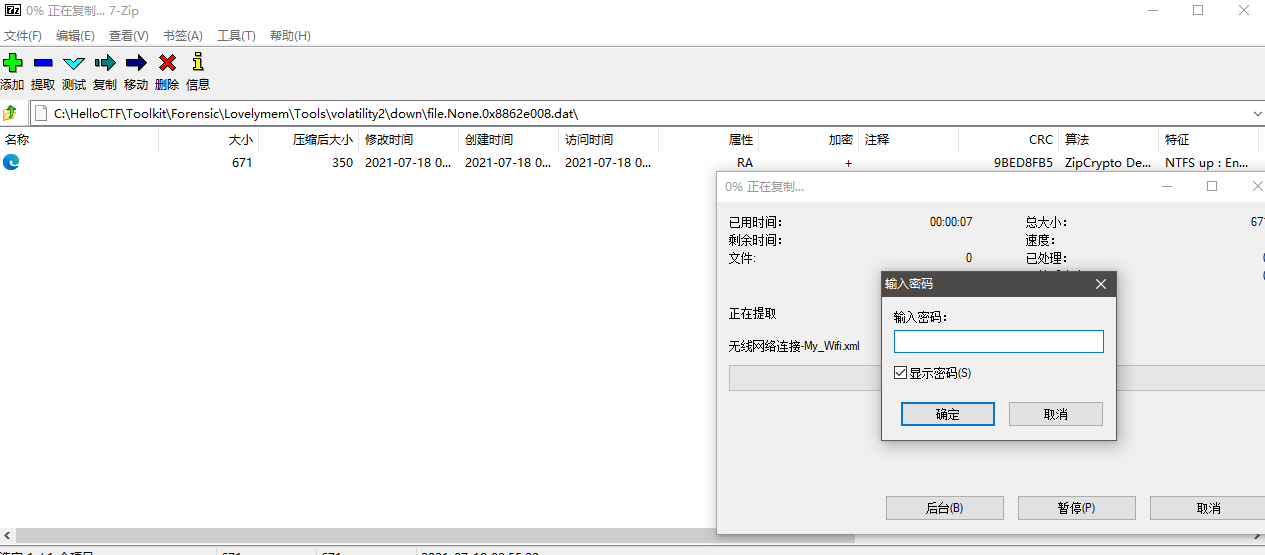 0% 正在复制... 7-Zip
文件(F) 编辑(E) 查看(V) 书签(A) 工具(T) 帮助(H)
添加 提取 测试 复制 移动 删除 信息
C:\HelloCTF\Toolkit\Forensic\Lovelymem\Tools\volatility2\down\file.None.0x8862e008.dat\
名称 大小 压缩后大小 修改时间 创建时间 访问时间 属性 加密 注释 CRC 算法 特征
671 350 2021-07-18 0... 2021-07-18 0... 2021-07-18 0... RA + 9BED8FB5 ZipCrypto De... NTFS up : En...
0% 正在复制...
已用时间: 00:00:07 总大小: 671
剩余时间: 速度:
文件: 0 已处理:
输入密码
输入密码:
显示密码(S)
确定 取消
正在提取
无线网络连接-My_Wifi.xml
后台(B) 暂停(P) 取消